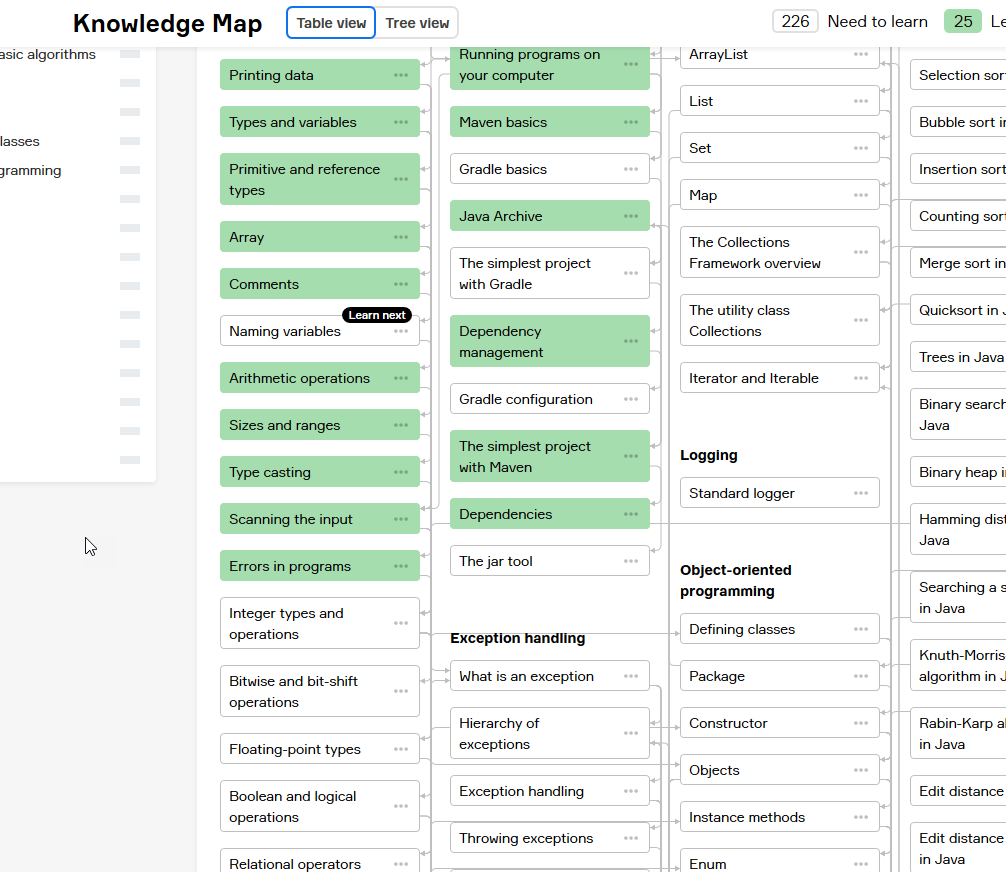 Knowledge Map
Table view
Tree view
226
Need to learn
25
Le
asic algorithms
lasses
gramming
Printing data
Types and variables
Primitive and reference
types
Array
Comments
Learn next
Naming variables
Arithmetic operations
Sizes and ranges
Type casting
Scanning the input
Errors in programs
Integer types and
operations
Bitwise and bit-shift
operations
Floating-point types
Boolean and logical
operations
Relational operators
Running programs on
your computer
Maven basics
Gradle basics
Java Archive
The simplest project
with Gradle
Dependency
management
Gradle configuration
The simplest project
with Maven
Dependencies
The jar tool
Exception handling
What is an exception
Hierarchy of
exceptions
Exception handling
Throwing exceptions
ArrayList
List
Set
Map
The Collections
Framework overview
The utility class
Collections
Iterator and Iterable
Logging
Standard logger
Object-oriented
programming
Defining classes
Package
Constructor
Objects
Instance methods
Enum
Selection sor
Bubble sort in
Insertion sort
Counting sor
Merge sort in
Quicksort in J
Trees in Java
Binary search
Java
Binary heap i
Hamming dist
Java
Searching a s
in Java
Knuth-Morris
algorithm in J
Rabin-Karp al
in Java
Edit distance
Edit distance
in Java